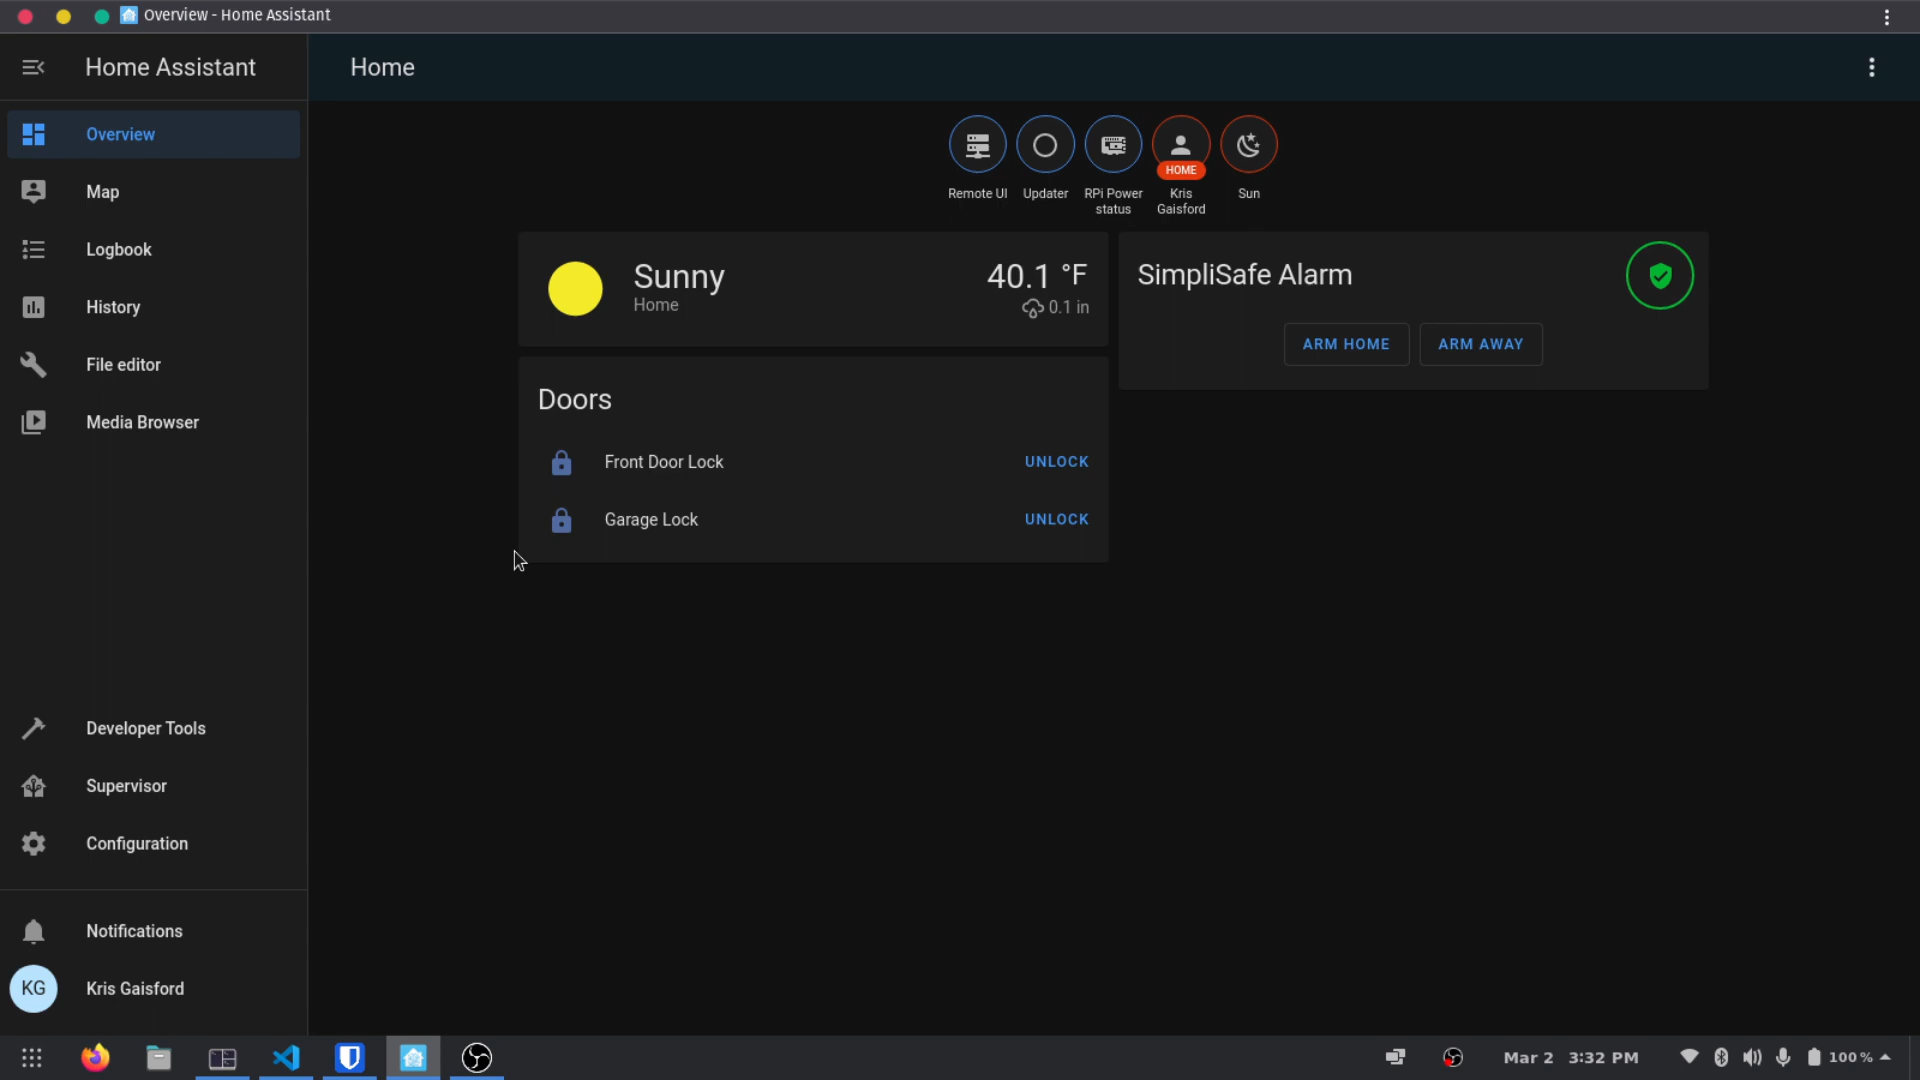 Overview - Home Assistant
Home Assistant
Home
Overview
Map
Logbook
History
File editor
Media Browser
Developer Tools
Supervisor
Configuration
Notifications
KG Kris Gaisford
HOME
Remote UI
Updater
RPi Power
status
Kris
Gaisford
Sun
Sunny
Home
40.1 °F
0.1 in
SimpliSafe Alarm
ARM HOME
ARM AWAY
Doors
Front Door Lock UNLOCK
Garage Lock UNLOCK
Mar 2 3:32 PM
100 %